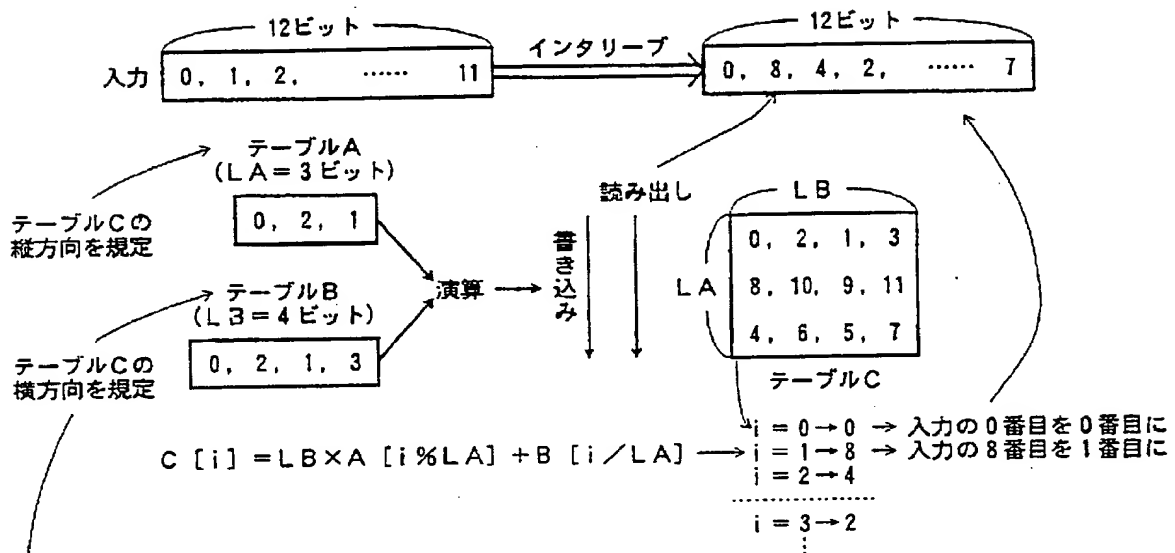 12ビット
12ビット
入力
0, 1, 2, …… 11
インタリーブ
0, 8, 4, 2, …… 7
テーブルA
(LA=3ビット)
0, 2, 1
テーブルCの
縦方向を規定
テーブルB
(L3=4ビット)
0, 2, 1, 3
テーブルCの
横方向を規定
演算
書き込み
読み出し
LB
LA
0, 2, 1, 3
8, 10, 9, 11
4, 6, 5, 7
テーブルC
C [i] =LB×A [i%LA] +B [i/LA]
i = 0→0 → 入力の0番目を0番目に
i = 1→8 → 入力の8番目を1番目に
i = 2→4
i = 3→2